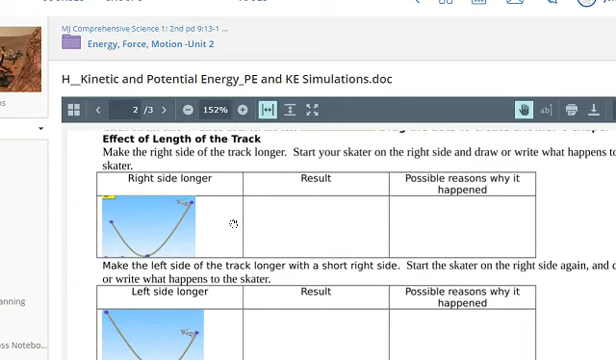 MJ Comprehensive Science 1: 2nd pd 9:13-1 ...
Energy, Force, Motion -Unit 2
H__Kinetic and Potential Energy_PE and KE Simulations.doc
2 / 3
152%
ab|
Effect of Length of the Track
Make the right side of the track longer.  Start your skater on the right side and draw or write what happens to
skater.
Right side longer
Result
Possible reasons why it
happened
Make the left side of the track longer with a short right side.  Start the skater on the right side again, and d
or write what happens to the skater.
Left side longer
Result
Possible reasons why it
happened
anning
ass Notebo...